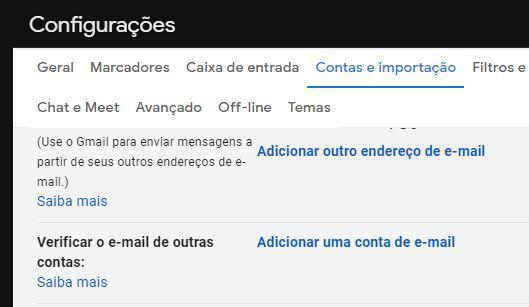 Configurações
Geral Marcadores Caixa de entrada Contas e importação Filtros e
Chat e Meet Avançado Off-line Temas
(Use o Gmail para enviar mensagens a
partir de seus outros endereços de e-
mail.)
Saiba mais
Adicionar outro endereço de e-mail
Verificar o e-mail de outras
contas:
Saiba mais
Adicionar uma conta de e-mail